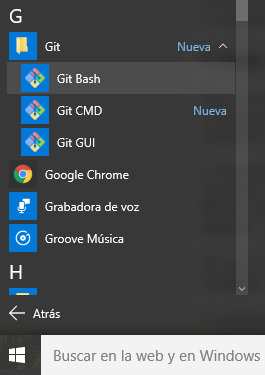 G
Git Nueva
Git Bash
Git CMD Nueva
Git GUI
Google Chrome
Grabadora de voz
Groove Música
H
Atrás
Buscar en la web y en Windows